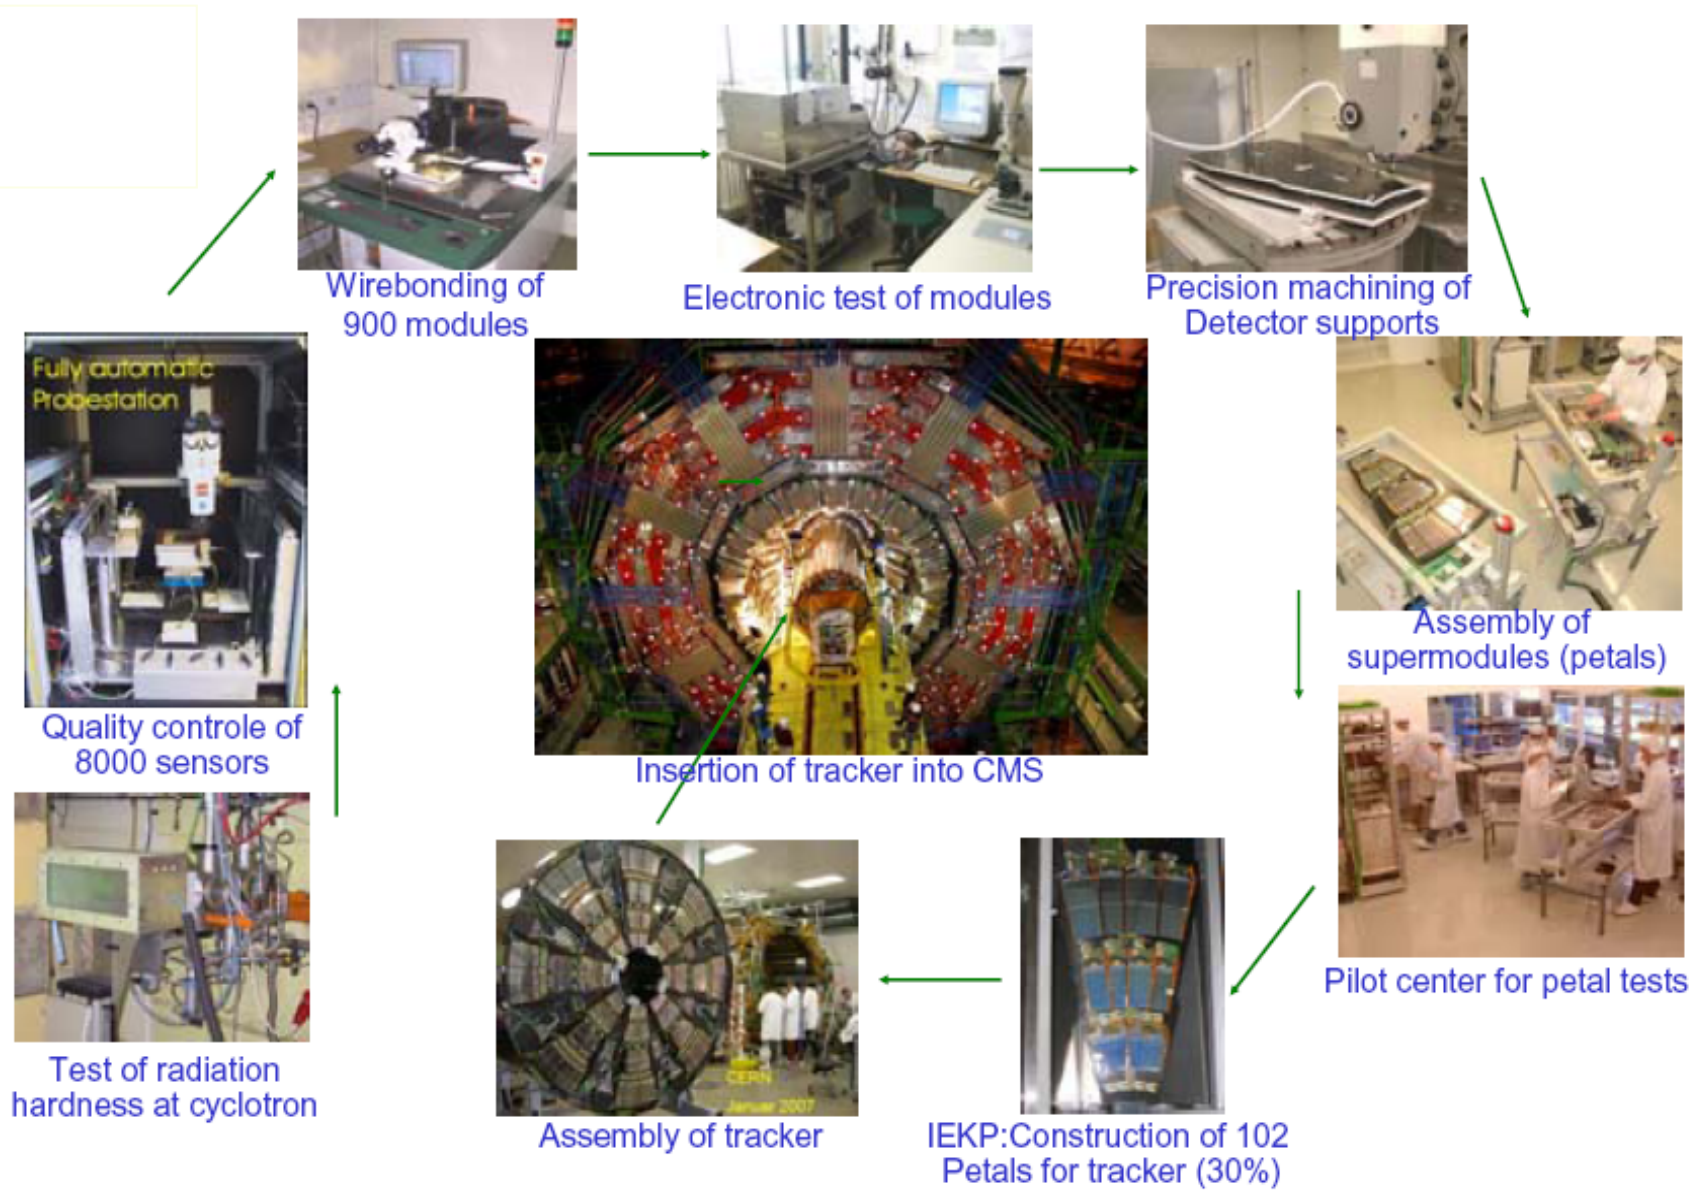 Wirebonding of
900 modules
Electronic test of modules
Precision machining of
Detector supports
Fully automatic
Probestation
Quality controle of
8000 sensors
Assembly of
supermodules (petals)
Insertion of tracker into CMS
Test of radiation
hardness at cyclotron
CERN
Januar 2007
Assembly of tracker
IEKP:Construction of 102
Petals for tracker (30%)
Pilot center for petal tests